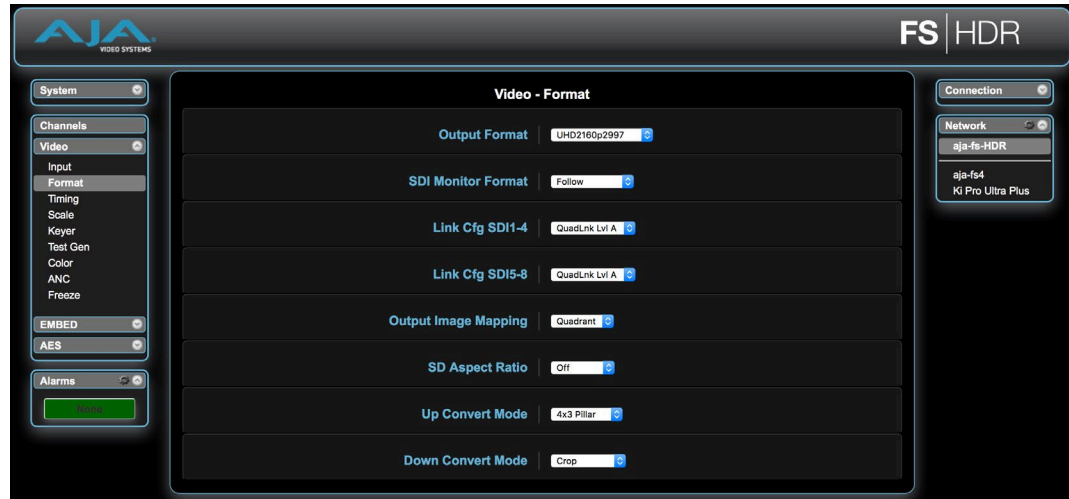 AJA
VIDEO SYSTEMS
FS HDR
System
Channels
Video
Input
Format
Timing
Scale
Keyer
Test Gen
Color
ANC
Freeze
EMBED
AES
Alarms
None
Video - Format
Output Format UHD2160p2997
SDI Monitor Format Follow
Link Cfg SDI1-4 QuadLnk Lvl A
Link Cfg SDI5-8 QuadLnk Lvl A
Output Image Mapping Quadrant
SD Aspect Ratio Off
Up Convert Mode 4x3 Pillar
Down Convert Mode Crop
Connection
Network
aja-fs-HDR
aja-fs4
Ki Pro Ultra Plus